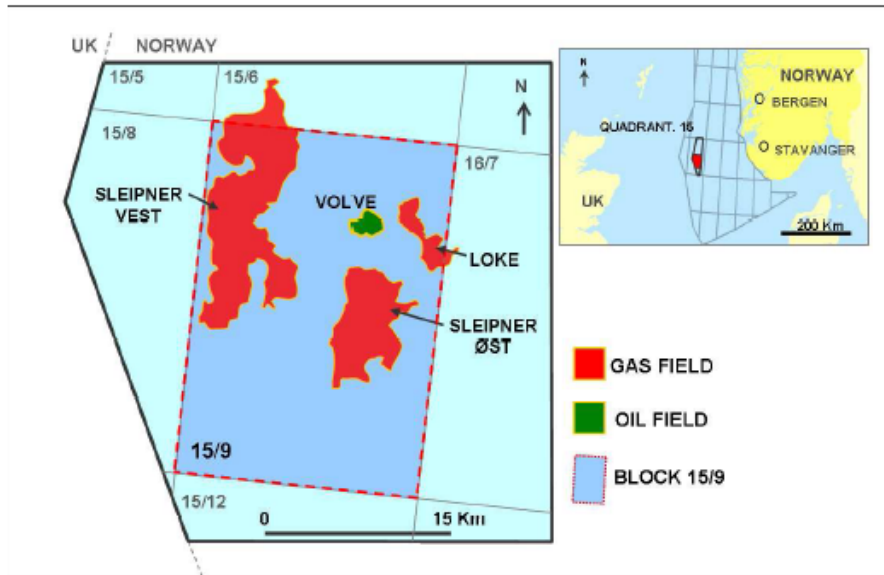 UK NORWAY
15/5
15/6
N
15/8
16/7
SLEIPNER
VEST
VOLVE
LOKE
SLEIPNER
ØST
15/9
15/12
0 15 Km
N
NORWAY
BERGEN
QUADRANT. 15
STAVANGER
UK
200 Km
GAS FIELD
OIL FIELD
BLOCK 15/9